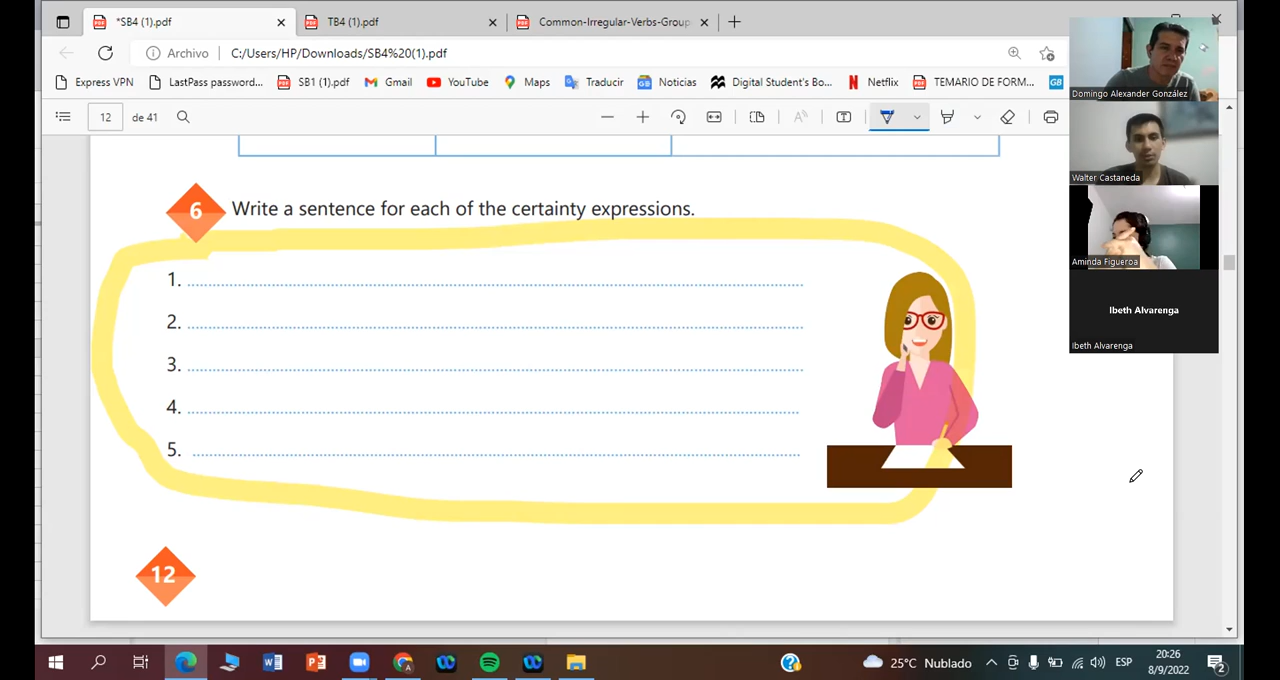 *SB4 (1).pdf
TB4 (1).pdf
Common-Irregular-Verbs-Group
Archivo
C:/Users/HP/Downloads/SB4%20(1).pdf
Express VPN
LastPass password...
SB1 (1).pdf
Gmail
YouTube
Maps
Traducir
Noticias
Digital Student's Bo...
Netflix
TEMARIO DE FORM...
12 de 41
6 Write a sentence for each of the certainty expressions.
1.
2.
3.
4.
5.
12
Domingo Alexander González
Walter Castaneda
Aminda Figueroa
Ibeth Alvarenga
Ibeth Alvarenga
25°C Nublado
ESP
20:26
8/9/2022
2